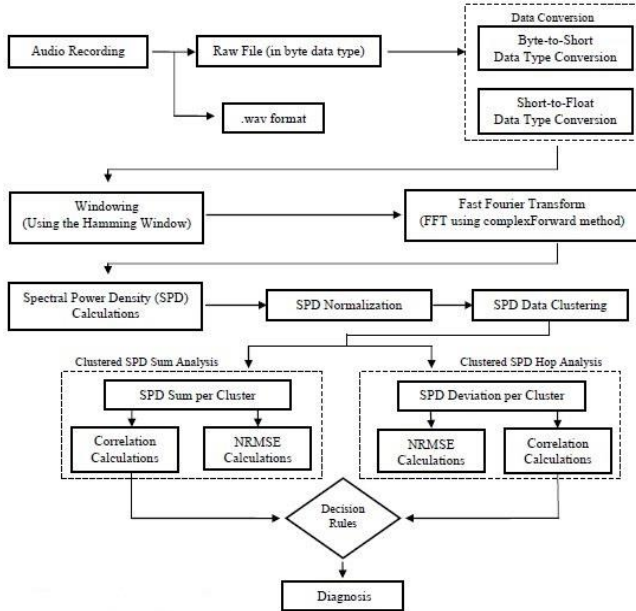 Data Conversion
Audio Recording
Raw File (in byte data type)
Byte-to-Short
Data Type Conversion
.wav format
Short-to-Float
Data Type Conversion
Windowing
(Using the Hamming Window)
Fast Fourier Transform
(FFT using complexForward method)
Spectral Power Density (SPD)
Calculations
SPD Normalization
SPD Data Clustering
Clustered SPD Sum Analysis
SPD Sum per Cluster
Correlation
Calculations
NRMSE
Calculations
Clustered SPD Hop Analysis
SPD Deviation per Cluster
NRMSE
Calculations
Correlation
Calculations
Decision
Rules
Diagnosis